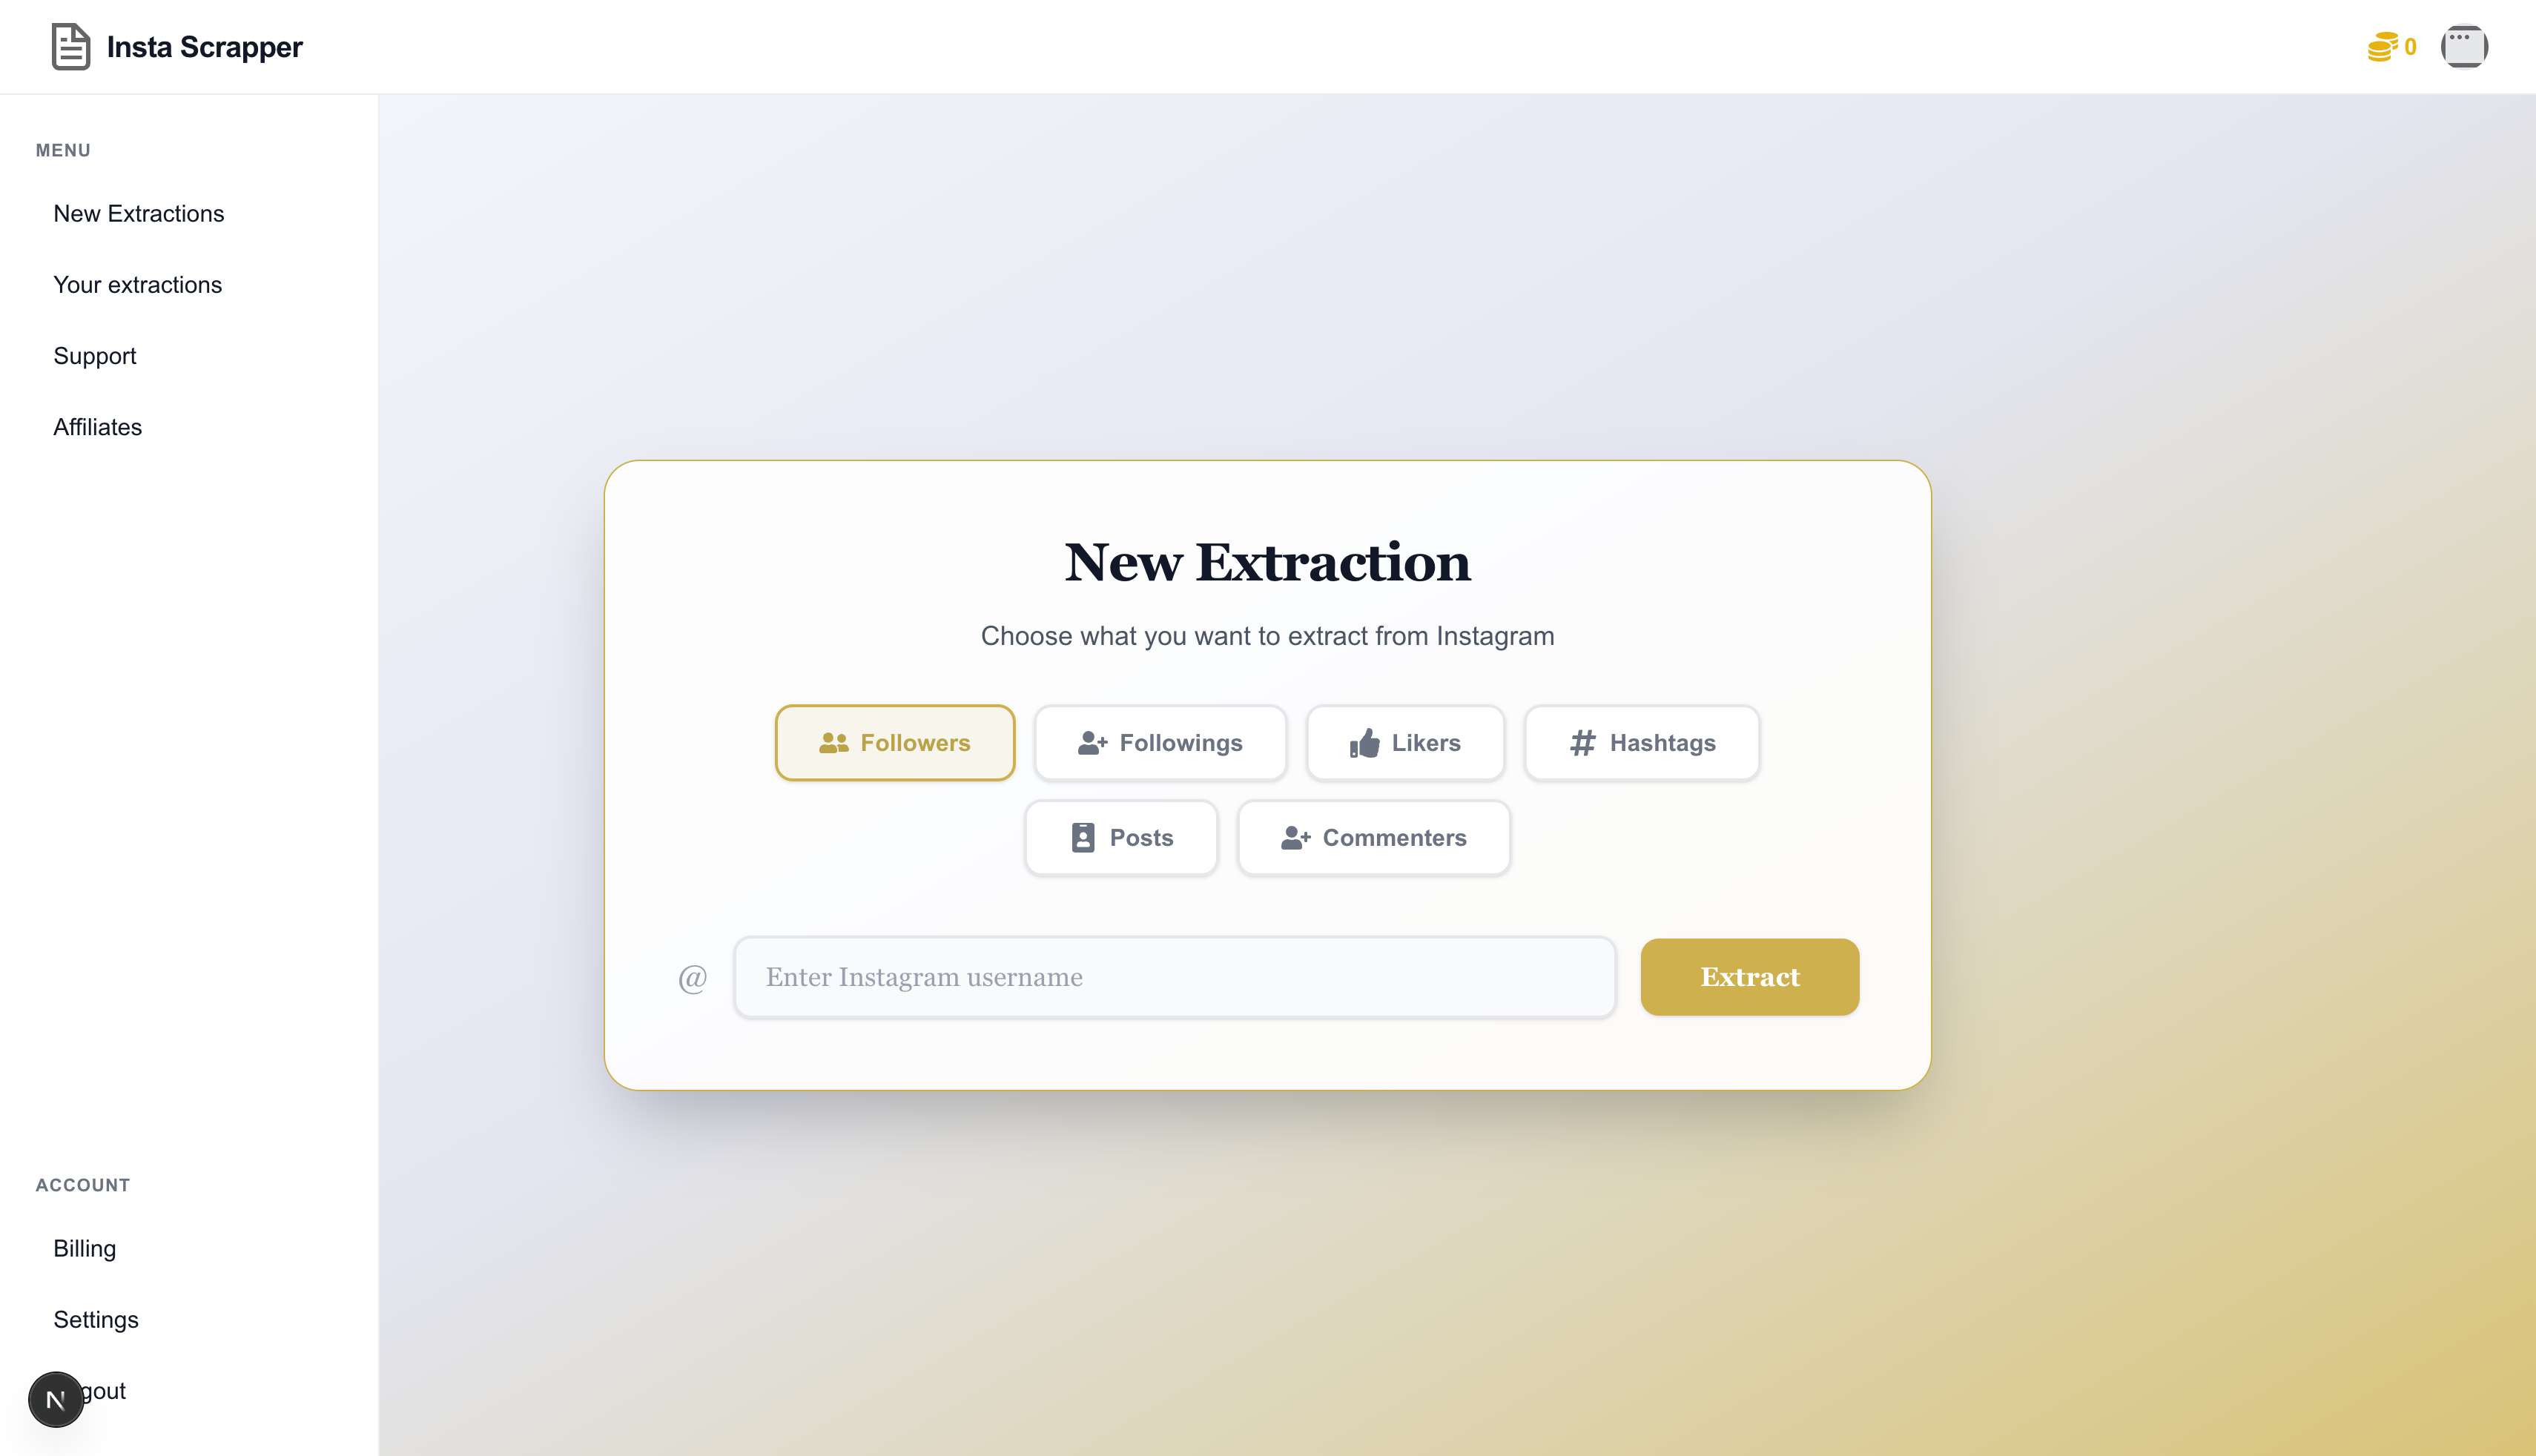 Insta Scrapper
0
MENU
New Extractions
Your extractions
Support
Affiliates
New Extraction
Choose what you want to extract from Instagram
Followers
Followings
Likers
# Hashtags
Posts
Commenters
@ Enter Instagram username
Extract
ACCOUNT
Billing
Settings
N gout